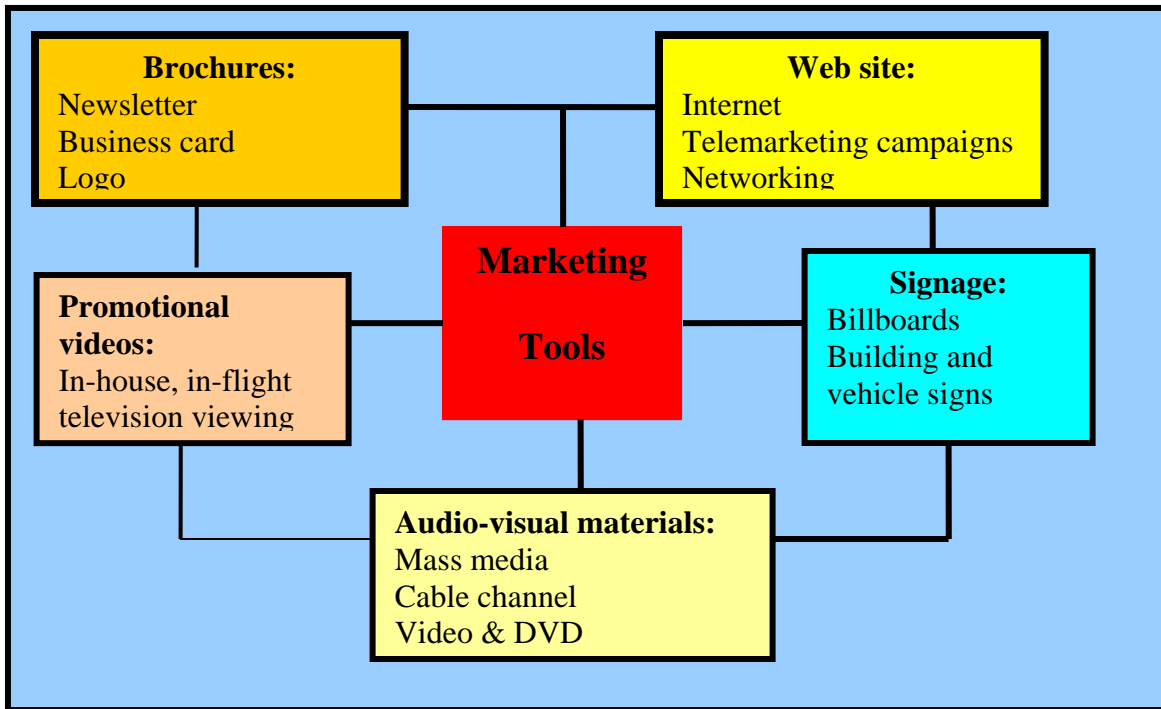 Brochures:
Newsletter
Business card
Logo
Web site:
Internet
Telemarketing campaigns
Networking
Marketing
Tools
Promotional
videos:
In-house, in-flight
television viewing
Signage:
Billboards
Building and
vehicle signs
Audio-visual materials:
Mass media
Cable channel
Video & DVD